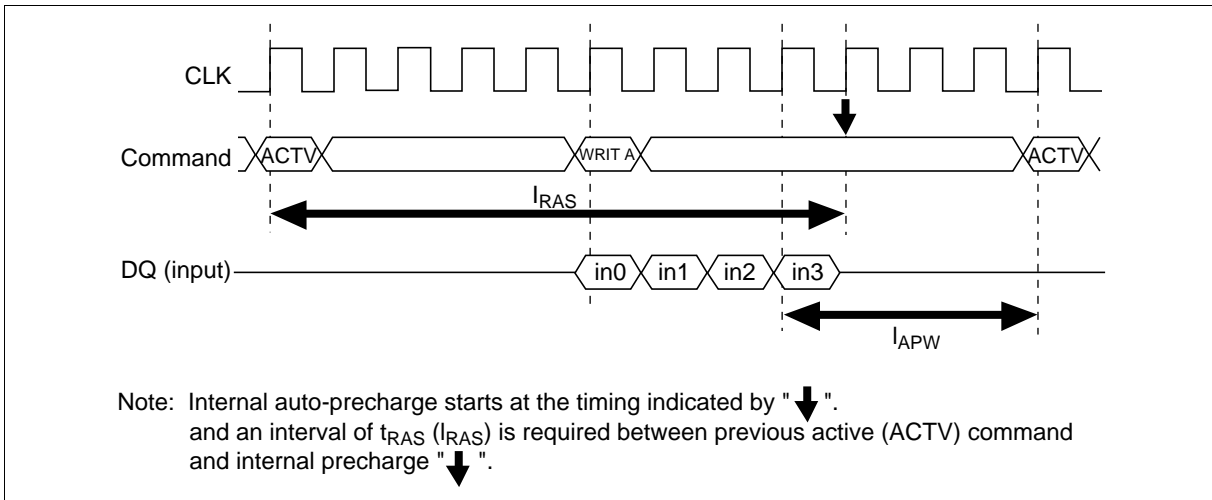 CLK
Command ACTV WRIT A ACTV
lRAS
DQ (input) in0 in1 in2 in3
lAPW
Note: Internal auto-precharge starts at the timing indicated by " ".
and an interval of tRAS (lRAS) is required between previous active (ACTV) command
and internal precharge " ".